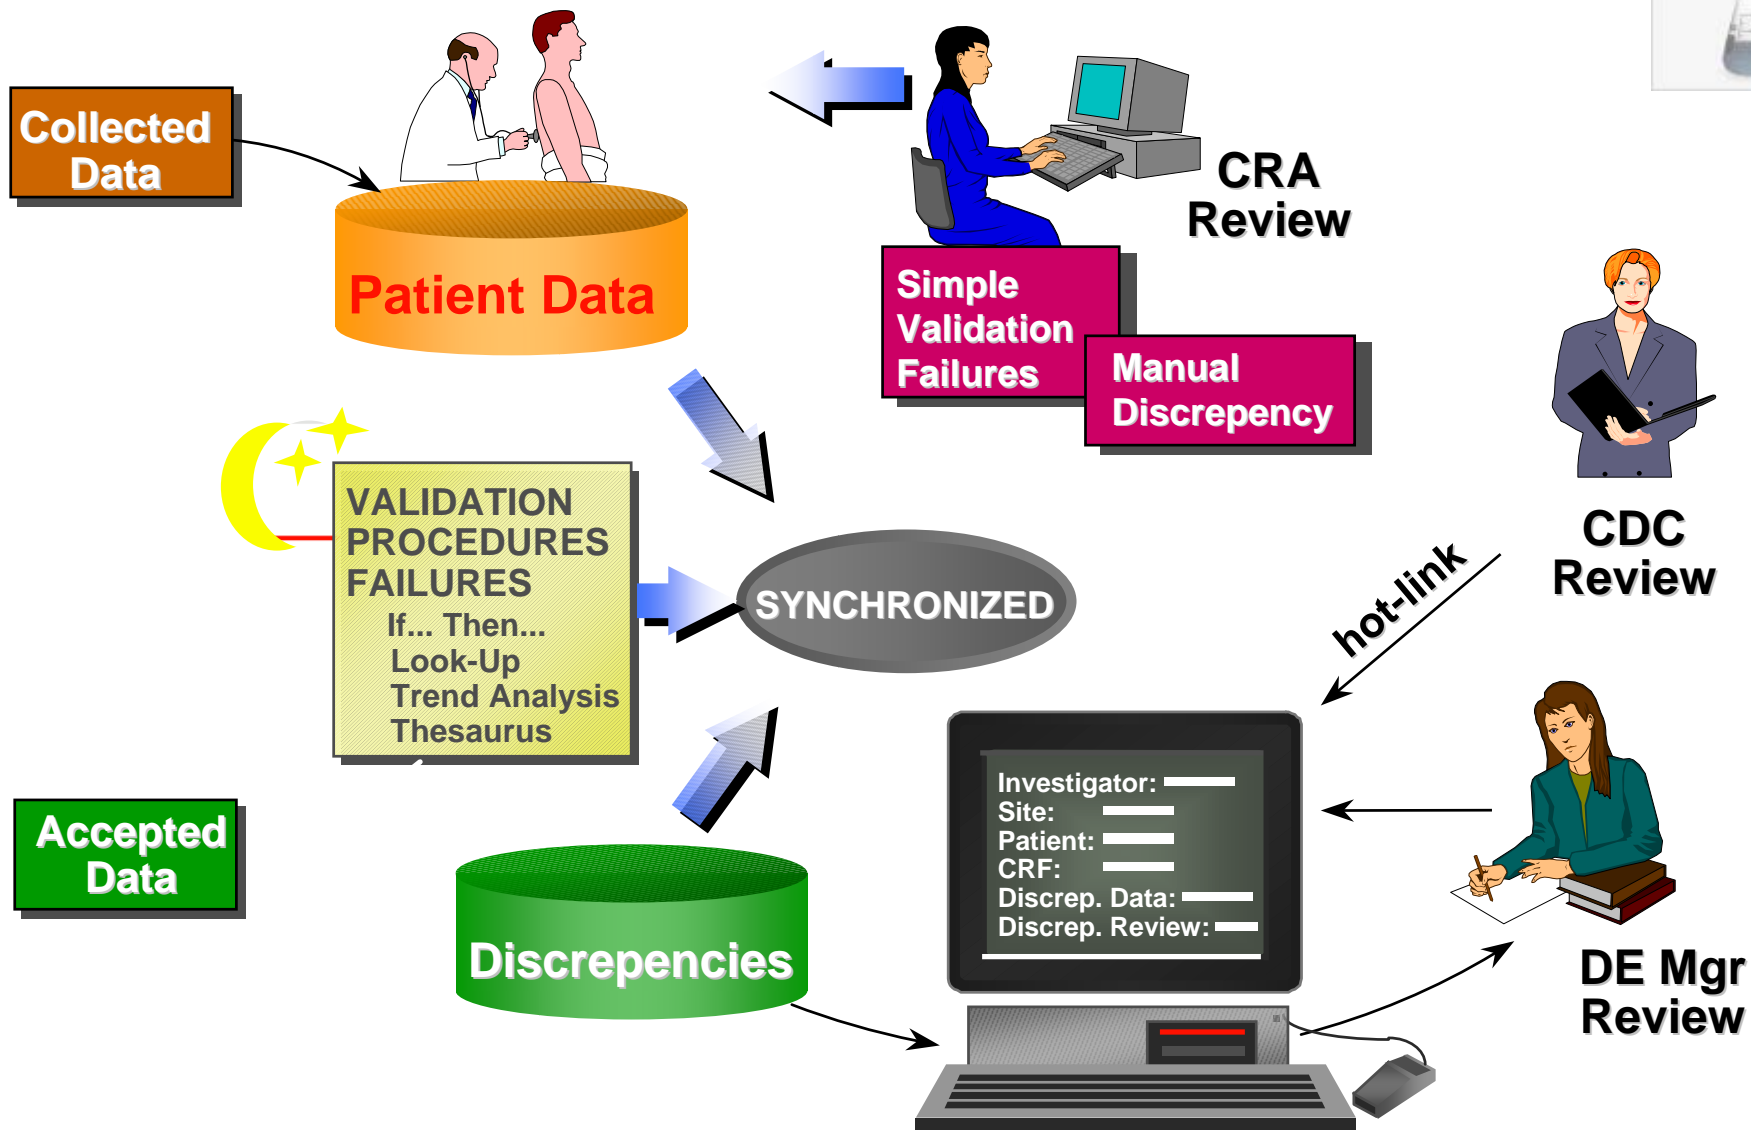 Collected
Data
Patient Data
CRA
Review
Simple
Validation
Failures
Manual
Discrepency
VALIDATION
PROCEDURES
FAILURES
If... Then...
Look-Up
Trend Analysis
Thesaurus
SYNCHRONIZED
CDC
Review
hot-link
Accepted
Data
Discrepencies
Investigator:
Site:
Patient:
CRF:
Discrep. Data:
Discrep. Review:
DE Mgr
Review